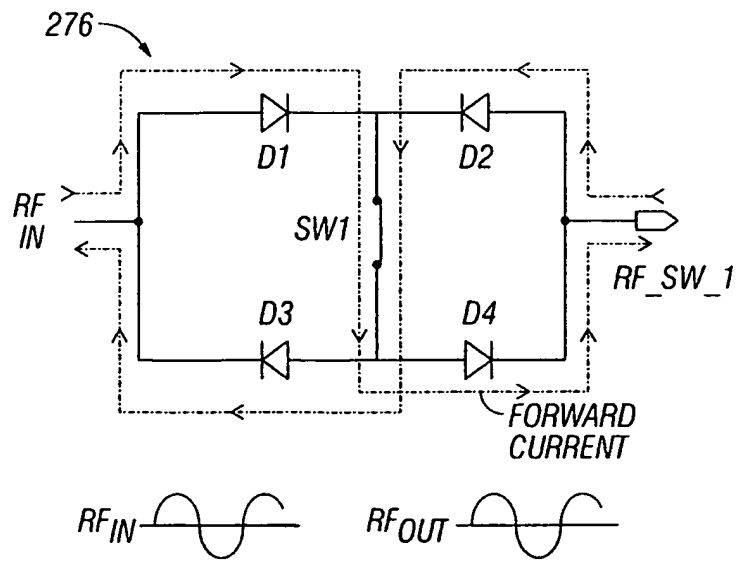 276
D1
D2
RF
IN
SW1
RF_SW_1
D3
D4
FORWARD
CURRENT
RFIN
RFOUT